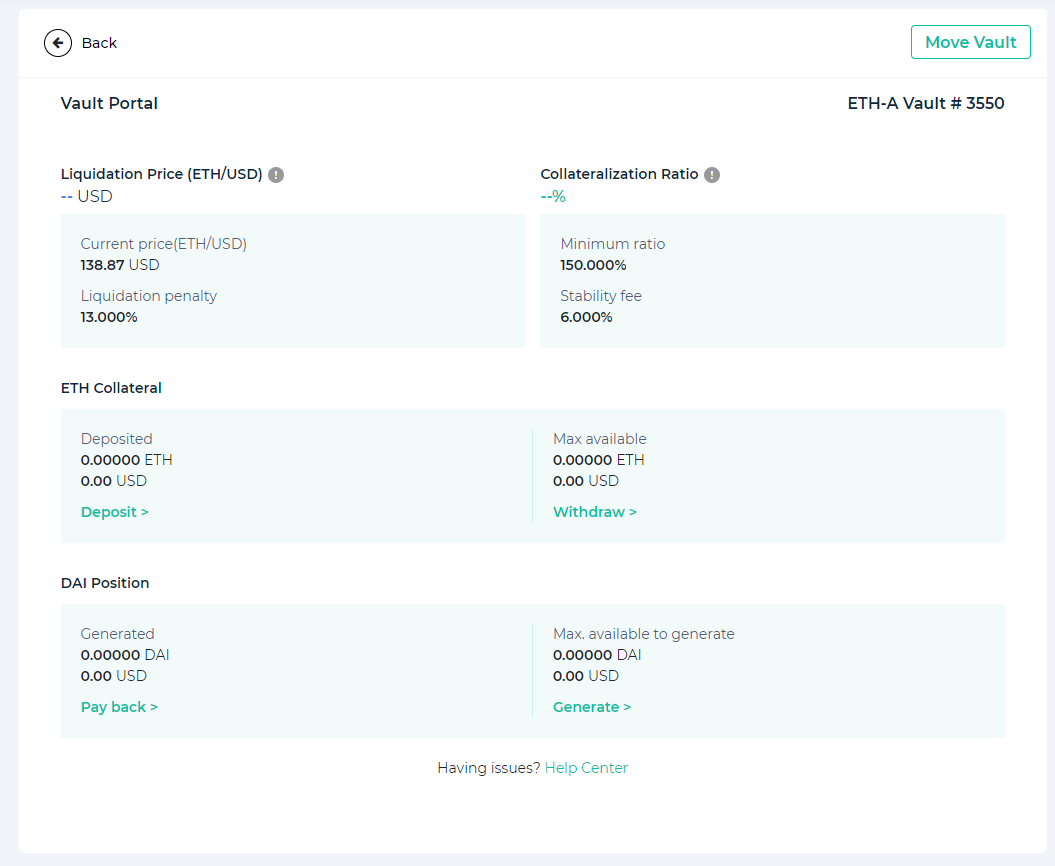 Back
Move Vault
Vault Portal
ETH-A Vault # 3550
Liquidation Price (ETH/USD)
-- USD
Collateralization Ratio
--%
Current price(ETH/USD)
138.87 USD
Liquidation penalty
13.000%
Minimum ratio
150.000%
Stability fee
6.000%
ETH Collateral
Deposited
0.00000 ETH
0.00 USD
Deposit >
Max available
0.00000 ETH
0.00 USD
Withdraw >
DAI Position
Generated
0.00000 DAI
0.00 USD
Pay back >
Max. available to generate
0.00000 DAI
0.00 USD
Generate >
Having issues? Help Center